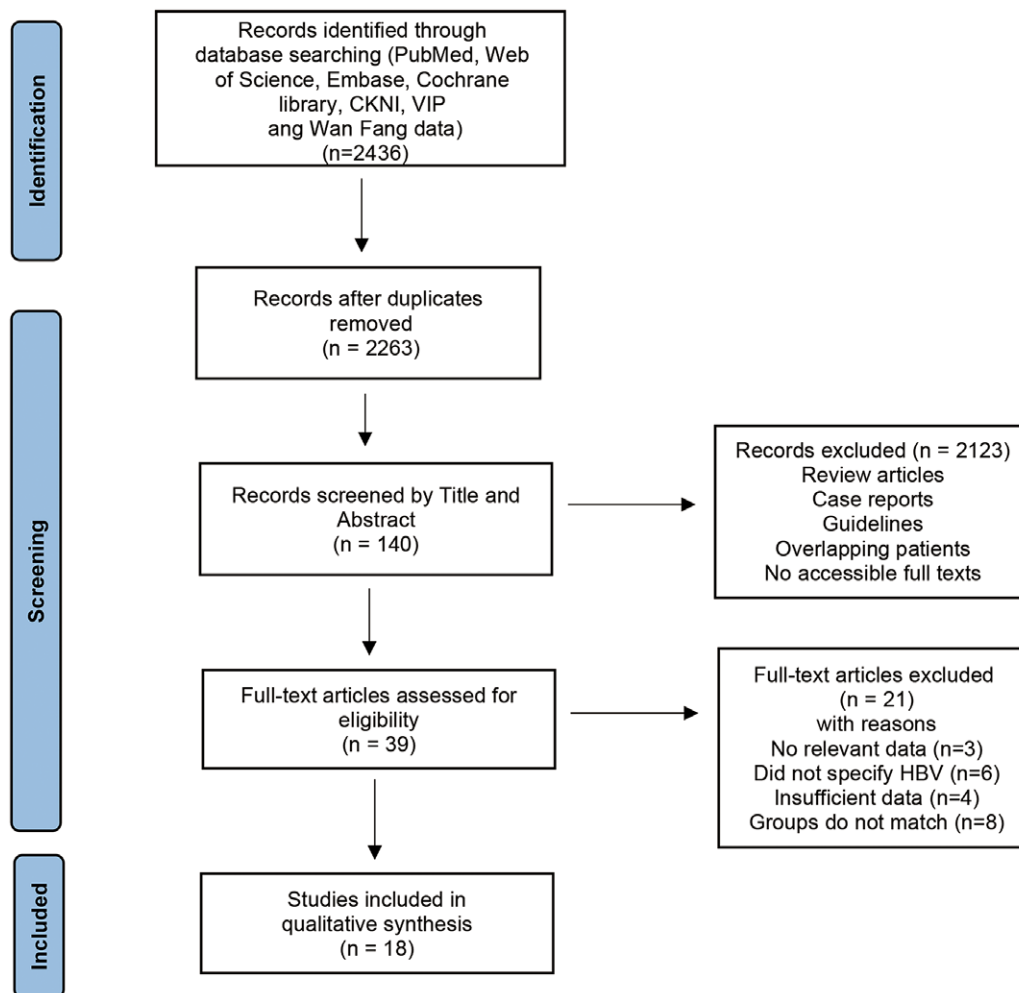 Identification
Records identified through
database searching (PubMed, Web
of Science, Embase, Cochrane
library, CKNI, VIP
ang Wan Fang data)
(n=2436)
Records after duplicates
removed
(n = 2263)
Screening
Records screened by Title and
Abstract
(n = 140)
Records excluded (n = 2123)
Review articles
Case reports
Guidelines
Overlapping patients
No accessible full texts
Full-text articles assessed for
eligibility
(n = 39)
Full-text articles excluded
(n = 21)
with reasons
No relevant data (n=3)
Did not specify HBV (n=6)
Insufficient data (n=4)
Groups do not match (n=8)
Included
Studies included in
qualitative synthesis
(n = 18)